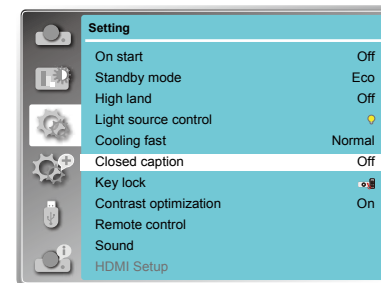 Setting
On start Off
Standby mode Eco
High land Off
Light source control
Cooling fast Normal
Closed caption Off
Key lock
Contrast optimization On
Remote control
Sound
HDMI Setup